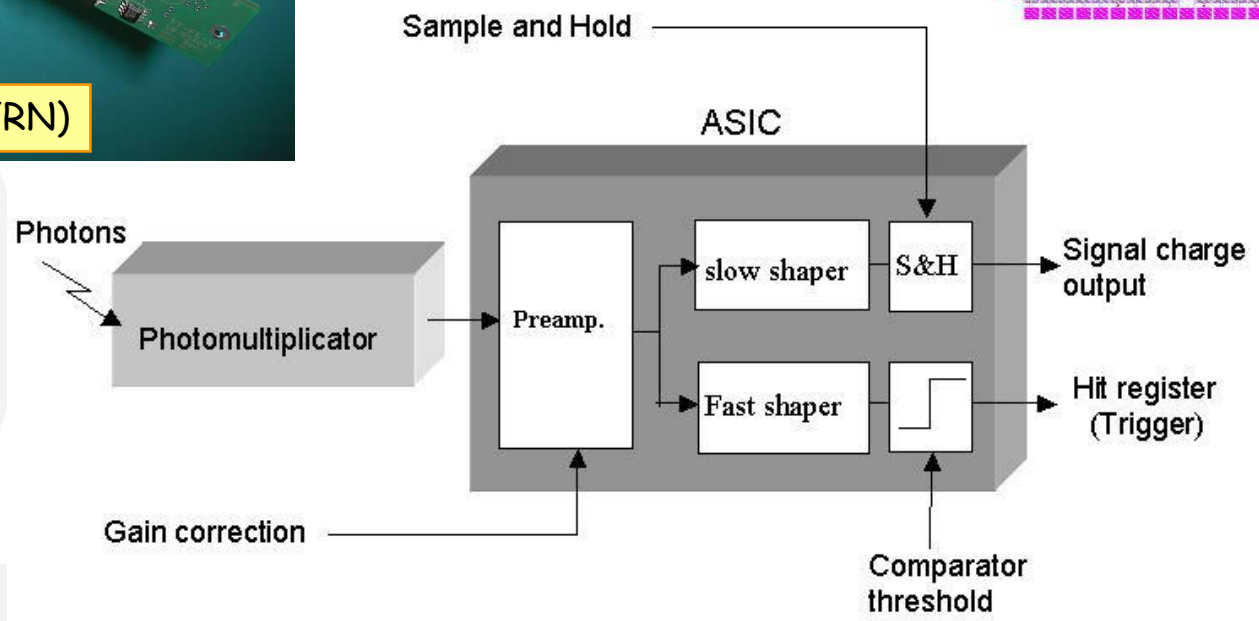 Sample and Hold
RN)
ASIC
Photons
Photomultiplicator
Preamp.
slow shaper
S&H
Signal charge
output
Fast shaper
Hit register
(Trigger)
Gain correction
Comparator
threshold